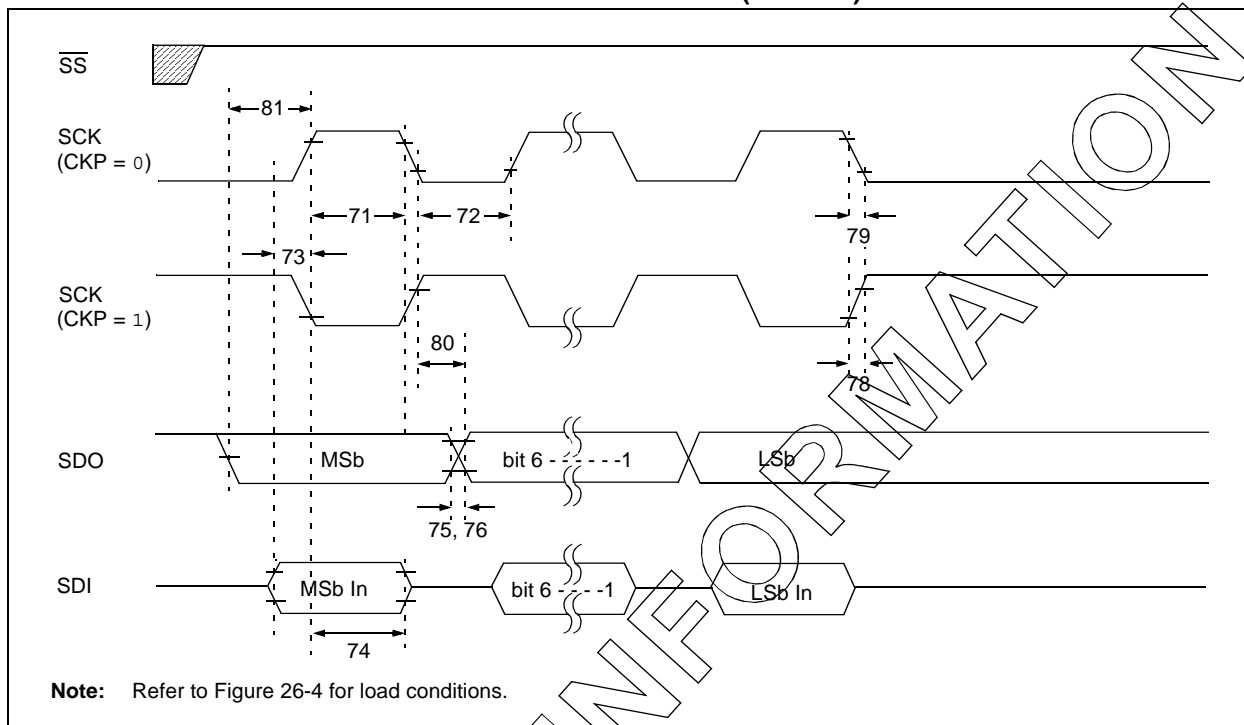 SS
81
SCK
(CKP = 0)
71
72
79
73
SCK
(CKP = 1)
80
78
SDO
MSb
bit 6 - - - - - - -1
LSb
75, 76
SDI
MSb In
bit 6 - - - - -1
LSb In
74
Note: Refer to Figure 26-4 for load conditions.
NFORMATION